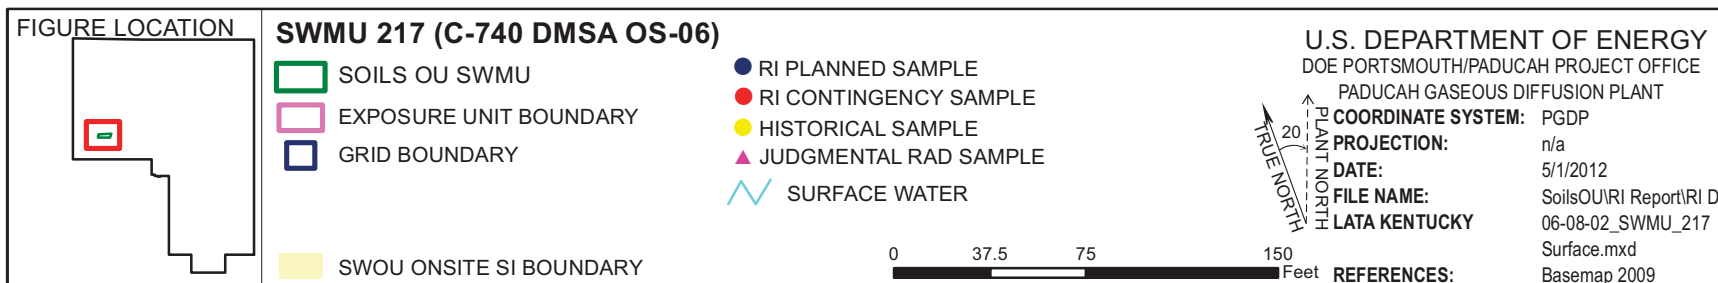 FIGURE LOCATION
SWMU 217 (C-740 DMSA OS-06)
SOILS OU SWMU
EXPOSURE UNIT BOUNDARY
GRID BOUNDARY
SWOU ONSITE SI BOUNDARY
RI PLANNED SAMPLE
RI CONTINGENCY SAMPLE
HISTORICAL SAMPLE
JUDGMENTAL RAD SAMPLE
SURFACE WATER
0 37.5 75 150
Feet
TRUE NORTH
20
PLANT NORTH
U.S. DEPARTMENT OF ENERGY
DOE PORTSMOUTH/PADUCAH PROJECT OFFICE
PADUCAH GASEOUS DIFFUSION PLANT
COORDINATE SYSTEM: PGDP
PROJECTION: n/a
DATE: 5/1/2012
FILE NAME: SoilsOU\RI Report\RI D
LATA KENTUCKY 06-08-02_SWMU_217
Surface.mxd
REFERENCES: Basemap 2009